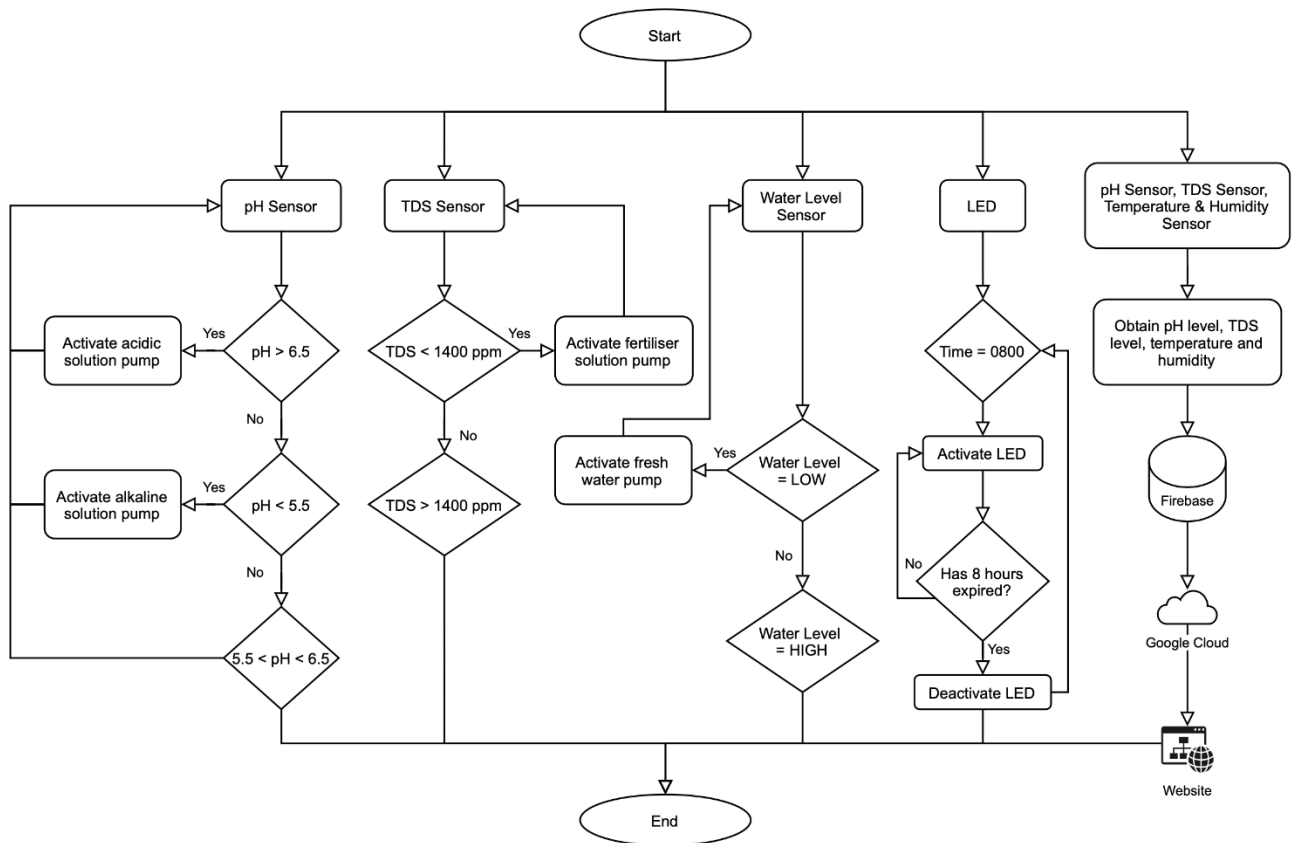 Start
pH Sensor
TDS Sensor
Water Level
Sensor
LED
pH Sensor, TDS Sensor,
Temperature & Humidity
Sensor
Activate acidic
solution pump
Yes
pH > 6.5
TDS < 1400 ppm
Yes
Activate fertiliser
solution pump
Time = 0800
Obtain pH level, TDS
level, temperature and
humidity
No
No
Activate alkaline
solution pump
Yes
pH < 5.5
TDS > 1400 ppm
Activate fresh
water pump
Yes
Water Level
= LOW
Activate LED
Firebase
No
No
No
Has 8 hours
expired?
Google Cloud
5.5 < pH < 6.5
Water Level
= HIGH
Yes
Deactivate LED
Website
End